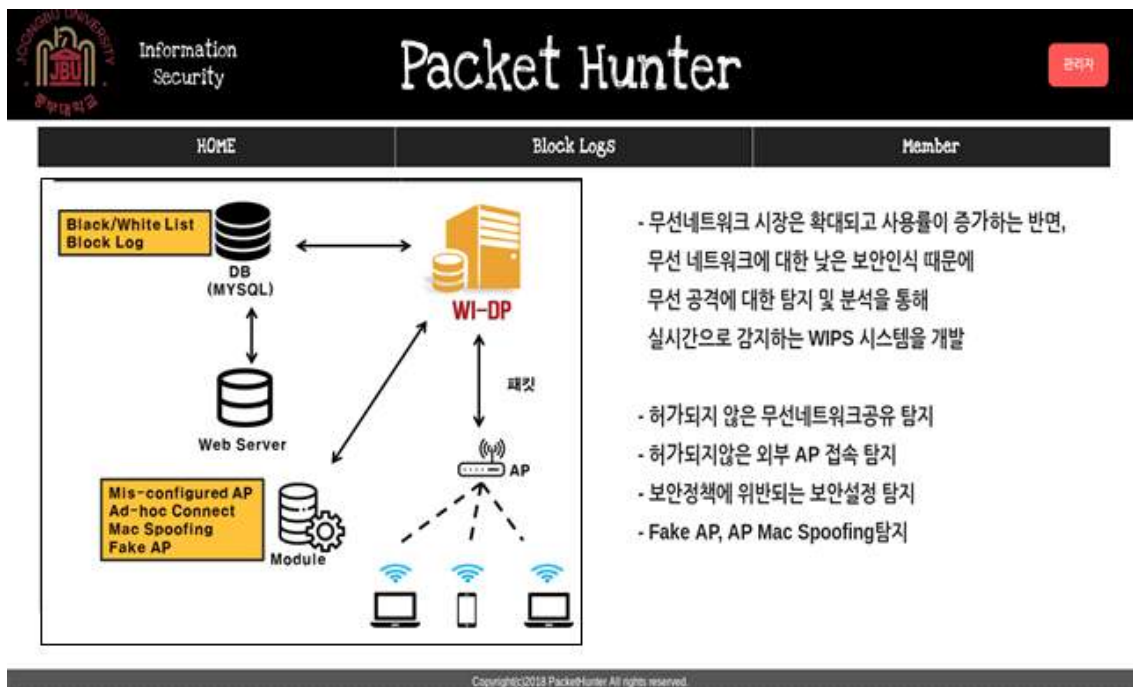 JOONGBU UNIVERSITY
JBU
중부대학교
Information
Security
Packet Hunter
관리자
HOME
Block Logs
Member
Black/White List
Block Log
DB
(MYSQL)
WI-DP
패킷
Web Server
AP
Mis-configured AP
Ad-hoc Connect
Mac Spoofing
Fake AP
Module
- 무선네트워크 시장은 확대되고 사용률이 증가하는 반면,
무선 네트워크에 대한 낮은 보안인식 때문에
무선 공격에 대한 탐지 및 분석을 통해
실시간으로 감지하는 WIPS 시스템을 개발
- 허가되지 않은 무선네트워크공유 탐지
- 허가되지않은 외부 AP 접속 탐지
- 보안정책에 위반되는 보안설정 탐지
- Fake AP, AP Mac Spoofing탐지
Copyright(c)2018 PacketHunter All rights reserved.